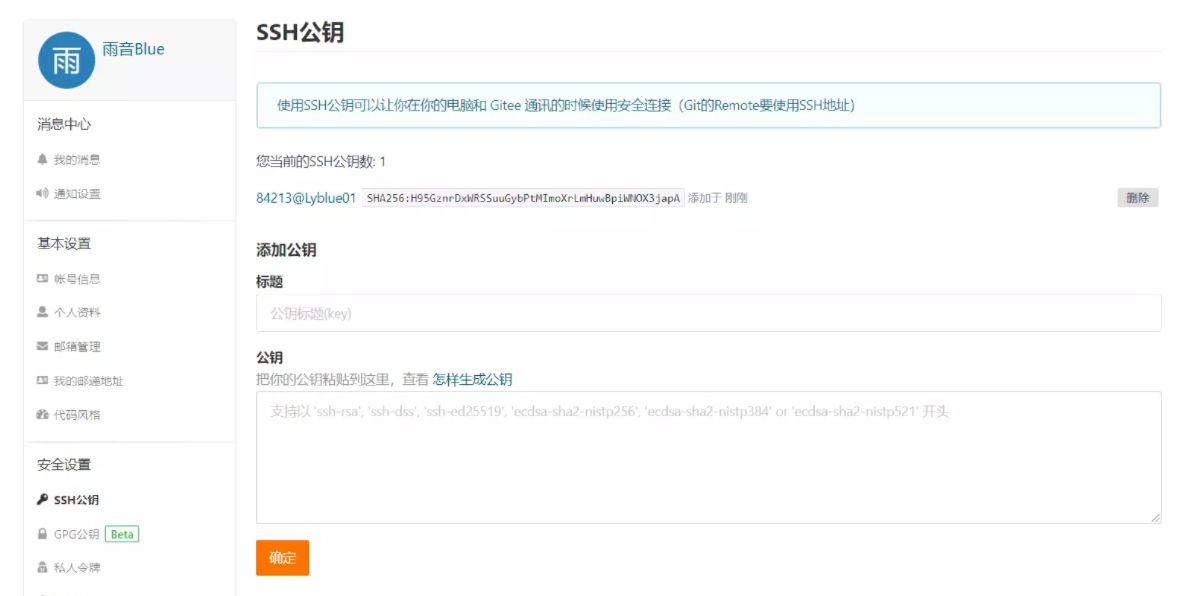 雨
雨音Blue
消息中心
我的消息
通知设置
基本设置
帐号信息
个人资料
邮箱管理
我的邮递地址
代码风格
安全设置
SSH公钥
GPG公钥 Beta
私人令牌
SSH公钥
使用SSH公钥可以让你在你的电脑和 Gitee 通讯的时候使用安全连接（Git的Remote要使用SSH地址）
您当前的SSH公钥数: 1
84213@Lyblue01 SHA256:H95GznrDxWRSSuuGybPtMImoXrLmHuwBpiWNOX3japA 添加于 刚刚 删除
添加公钥
标题
公钥标题(key)
公钥
把你的公钥粘贴到这里，查看 怎样生成公钥
支持以 'ssh-rsa', 'ssh-dss', 'ssh-ed25519', 'ecdsa-sha2-nistp256', 'ecdsa-sha2-nistp384' or 'ecdsa-sha2-nistp521' 开头
确定